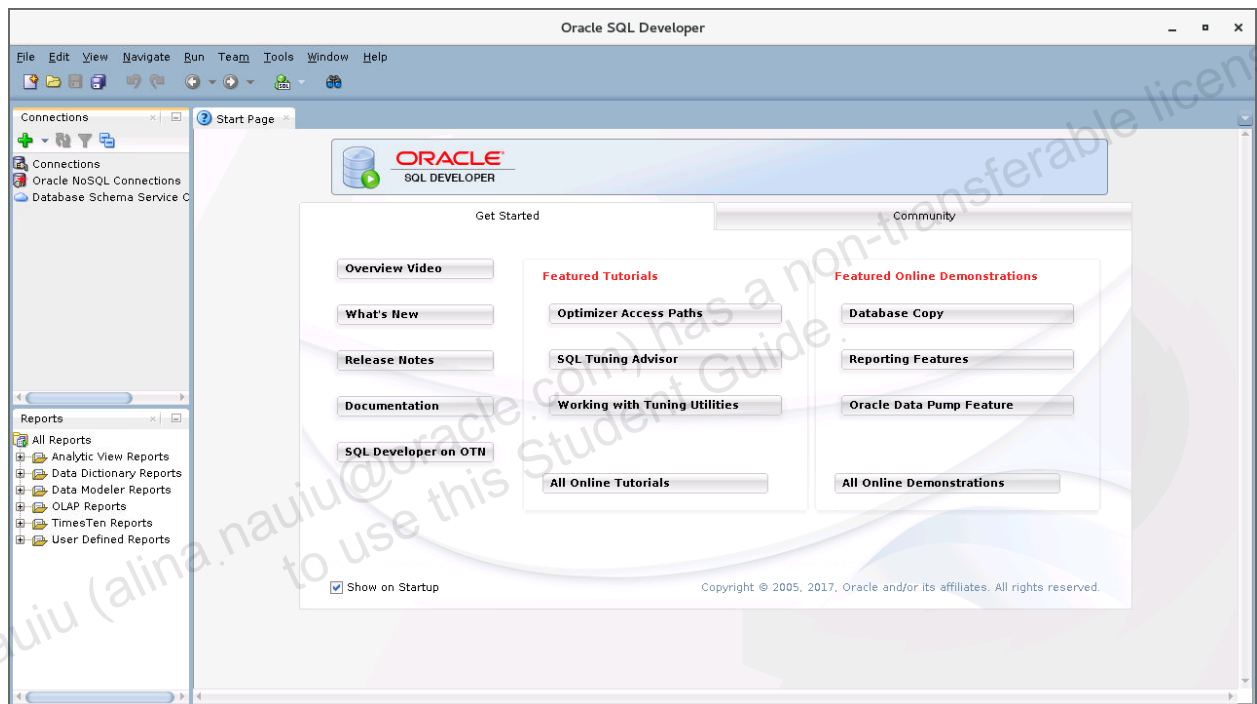 Oracle SQL Developer
File Edit View Navigate Run Team Tools Window Help
Connections
Connections
Oracle NoSQL Connections
Database Schema Service C
Reports
All Reports
Analytic View Reports
Data Dictionary Reports
Data Modeler Reports
OLAP Reports
TimesTen Reports
User Defined Reports
Start Page
ORACLE
SQL DEVELOPER
Get Started
Community
Overview Video
What's New
Release Notes
Documentation
SQL Developer on OTN
Featured Tutorials
Optimizer Access Paths
SQL Tuning Advisor
Working with Tuning Utilities
All Online Tutorials
Featured Online Demonstrations
Database Copy
Reporting Features
Oracle Data Pump Feature
All Online Demonstrations
Show on Startup
Copyright © 2005, 2017, Oracle and/or its affiliates. All rights reserved.
auiu (alina.nauiu@oracle.com) has a non-transferable licens
to use this Student Guide.